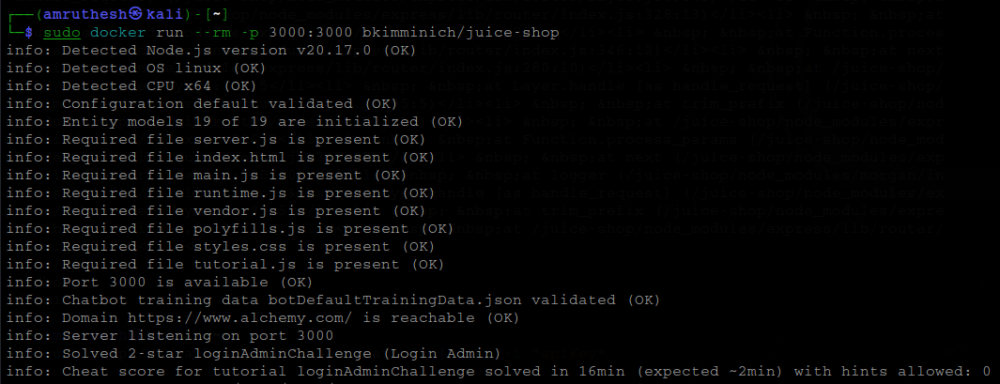 ┌──(amruthesh㉿kali)-[~]
└─$ sudo docker run --rm -p 3000:3000 bkimminich/juice-shop
info: Detected Node.js version v20.17.0 (OK)
info: Detected OS linux (OK)
info: Detected CPU x64 (OK)
info: Configuration default validated (OK)
info: Entity models 19 of 19 are initialized (OK)
info: Required file server.js is present (OK)
info: Required file index.html is present (OK)
info: Required file main.js is present (OK)
info: Required file runtime.js is present (OK)
info: Required file vendor.js is present (OK)
info: Required file polyfills.js is present (OK)
info: Required file styles.css is present (OK)
info: Required file tutorial.js is present (OK)
info: Port 3000 is available (OK)
info: Chatbot training data botDefaultTrainingData.json validated (OK)
info: Domain https://www.alchemy.com/ is reachable (OK)
info: Server listening on port 3000
info: Solved 2-star loginAdminChallenge (Login Admin)
info: Cheat score for tutorial loginAdminChallenge solved in 16min (expected ~2min) with hints allowed: 0